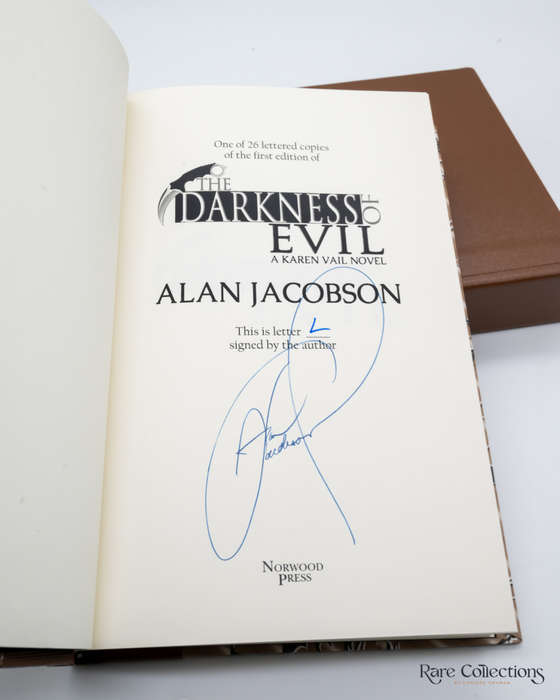 One of 26 lettered copies
of the first edition of
THE
DARKNESS OF
EVIL
A KAREN VAIL NOVEL
ALAN JACOBSON
This is letter L
signed by the author
Alan Jacobson
NORWOOD
PRESS
Rare Collections